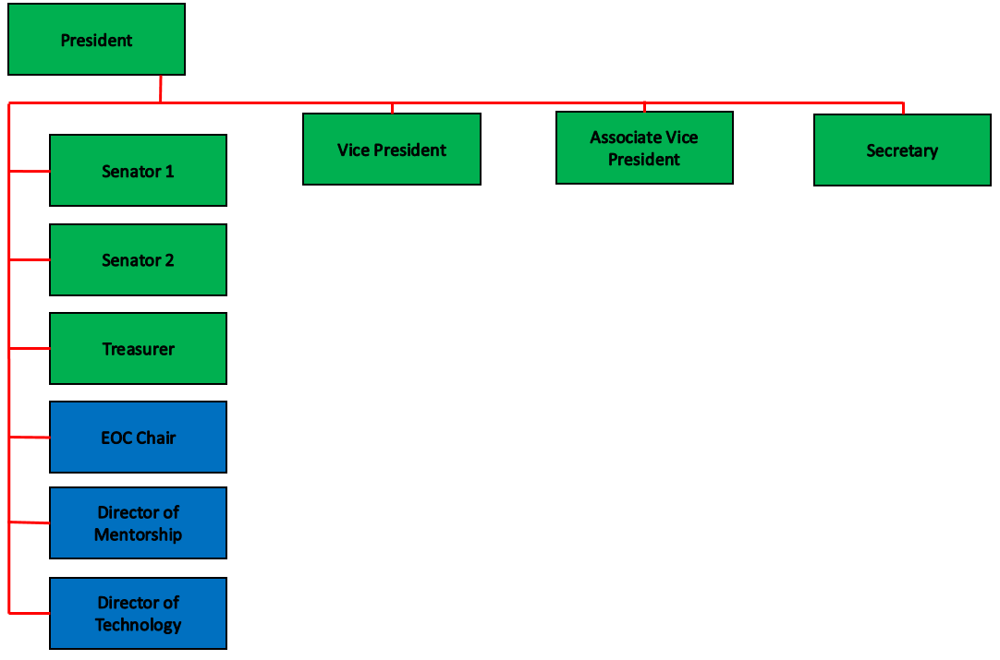 President
Vice President
Associate Vice
President
Secretary
Senator 1
Senator 2
Treasurer
EOC Chair
Director of
Mentorship
Director of
Technology